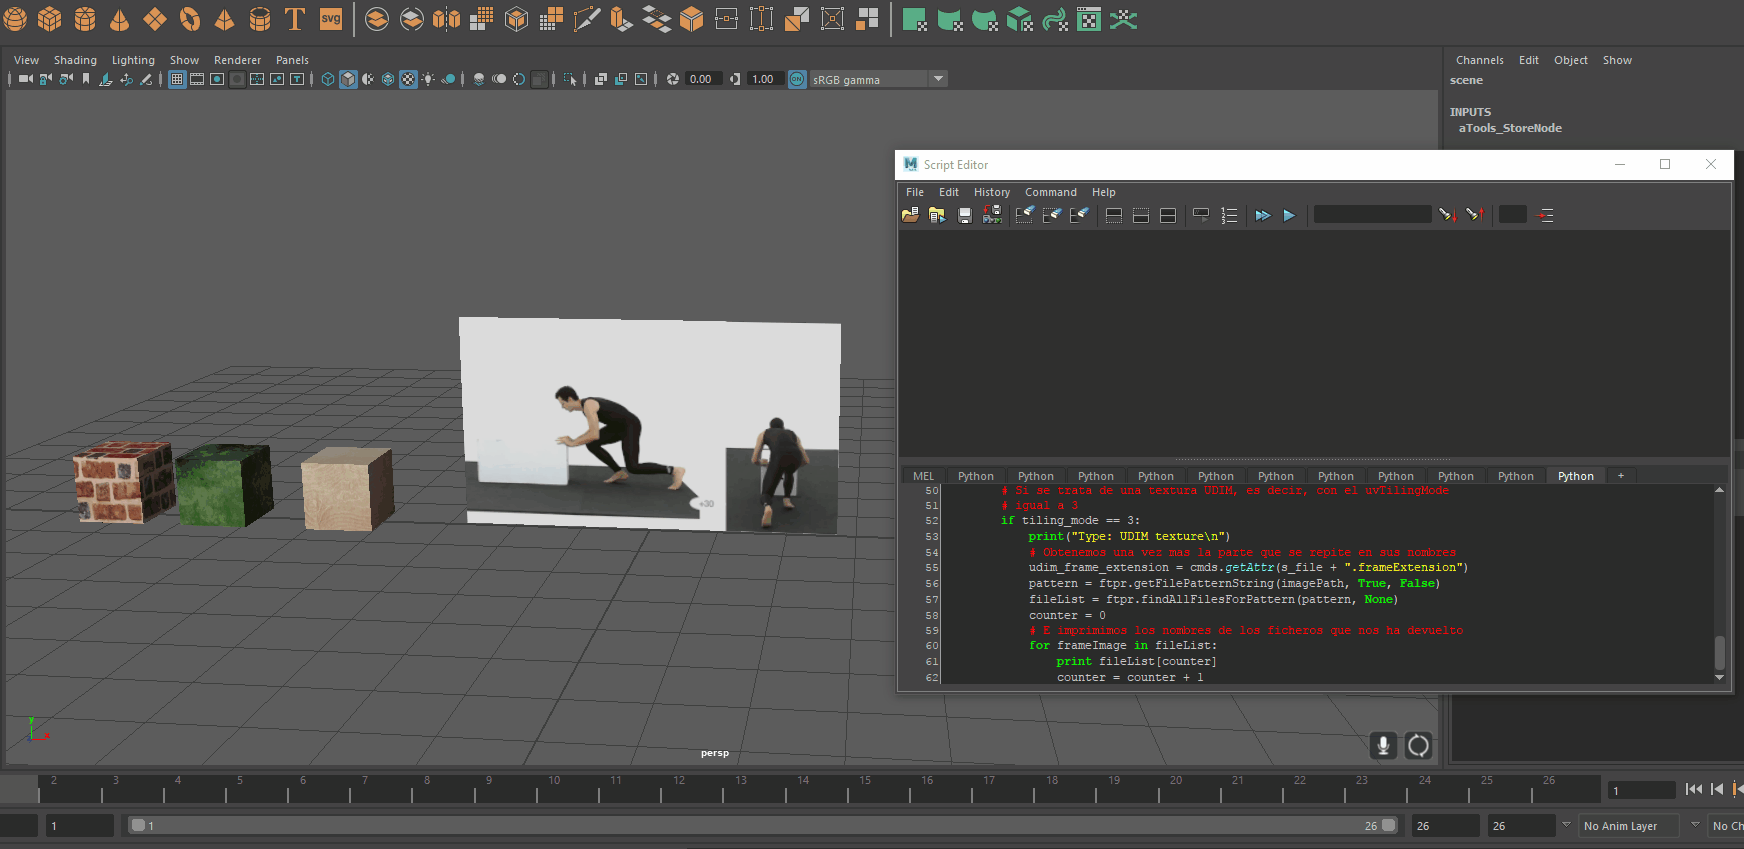 T svg
View Shading Lighting Show Renderer Panels
0.00 1.00 ON sRGB gamma
Channels Edit Object Show
scene
INPUTS
aTools_StoreNode
+30
M Script Editor
File Edit History Command Help
MEL Python Python Python Python Python Python Python Python Python Python Python +
50 # Si se trata de una textura UDIM, es decir, con el uvTilingMode
51 # igual a 3
52 if tiling_mode == 3:
53 print("Type: UDIM texture\n")
54 # Obtenemos una vez mas la parte que se repite en sus nombres
55 udim_frame_extension = cmds.getAttr(s_file + ".frameExtension")
56 pattern = ftpr.getFilePatternString(imagePath, True, False)
57 fileList = ftpr.findAllFilesForPattern(pattern, None)
58 counter = 0
59 # E imprimimos los nombres de los ficheros que nos ha devuelto
60 for frameImage in fileList:
61 print fileList[counter]
62 counter = counter + 1
y
persp
2 3 4 5 6 7 8 9 10 11 12 13 14 15 16 17 18 19 20 21 22 23 24 25 26
1
1 1 26 26 26 No Anim Layer No Ch